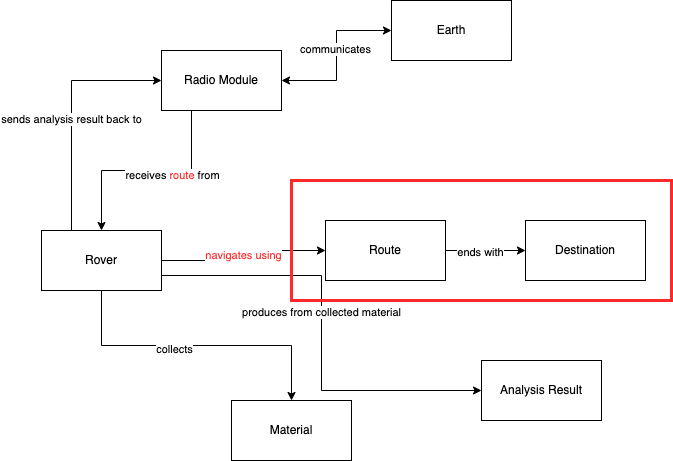 Earth
communicates
Radio Module
sends analysis result back to
receives route from
Rover
navigates using
Route
ends with
Destination
produces from collected material
collects
Analysis Result
Material